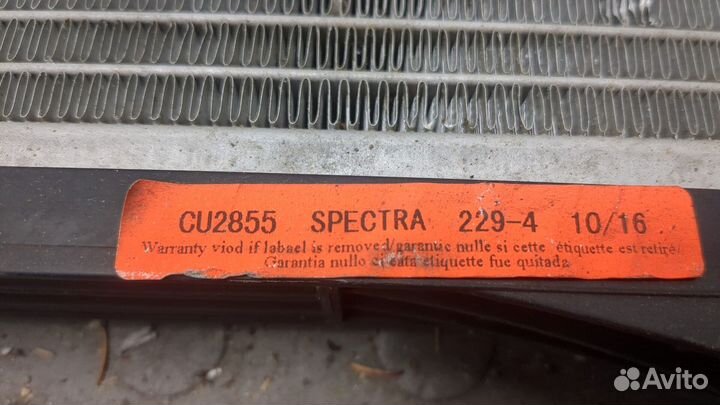 CU2855 SPECTRA 229-4 10/16
Warranty viod if labael is removed/garantie nulle si cette étiquette est retiré/
Garantia nullo si esta etiquette fue quitada
Avito